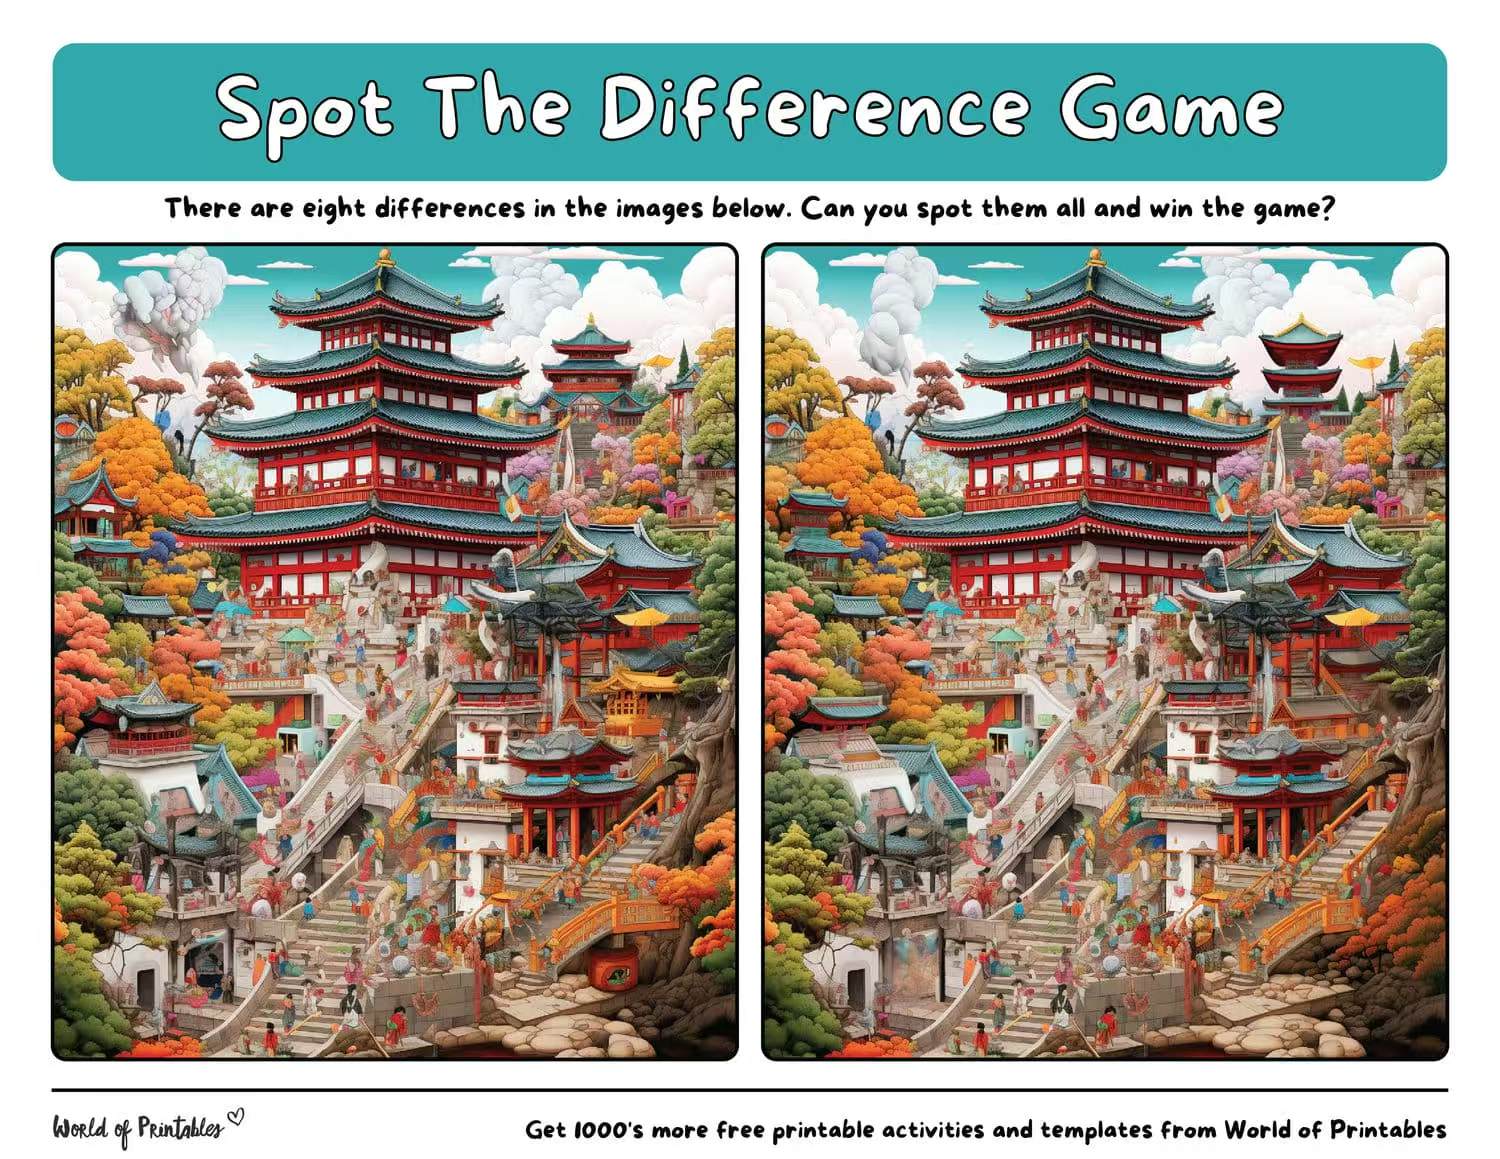 Spot The Difference Game
There are eight differences in the images below. Can you spot them all and win the game?
World of Printables
Get 1000's more free printable activities and templates from World of Printables